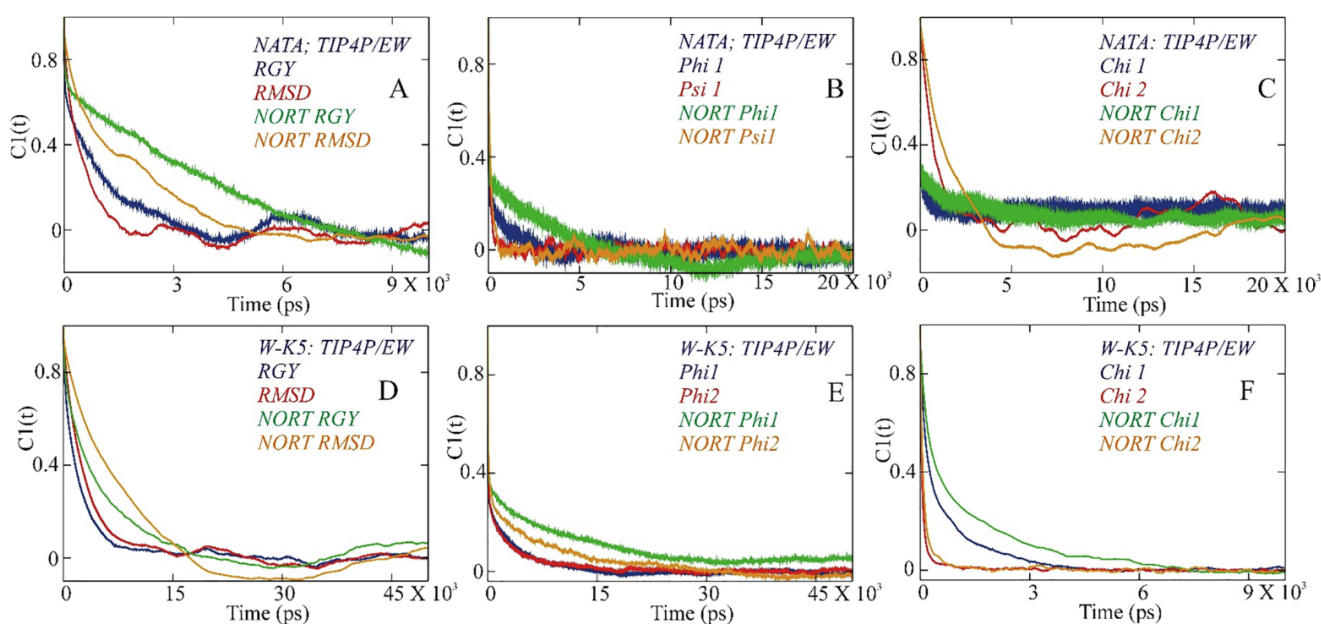 NATA; TIP4P/EW
RGY
RMSD
NORT RGY
NORT RMSD
A
0.8
0.4
0
C1(t)
0 3 6 9 X 10³
Time (ps)
NATA; TIP4P/EW
Phi 1
Psi 1
NORT Phi1
NORT Psi1
B
0.8
0.4
0
C1(t)
0 5 10 15 20 X 10³
Time (ps)
NATA: TIP4P/EW
Chi 1
Chi 2
NORT Chi1
NORT Chi2
C
0.8
0.4
0
C1(t)
0 5 10 15 20 X 10³
Time (ps)
W-K5: TIP4P/EW
RGY
RMSD
NORT RGY
NORT RMSD
D
0.8
0.4
0
C1(t)
0 15 30 45 X 10³
Time (ps)
W-K5: TIP4P/EW
Phi1
Phi2
NORT Phi1
NORT Phi2
E
0.8
0.4
0
C1(t)
0 15 30 45 X 10³
Time (ps)
W-K5: TIP4P/EW
Chi 1
Chi 2
NORT Chi1
NORT Chi2
F
0.8
0.4
0
C1(t)
0 3 6 9 X 10³
Time (ps)